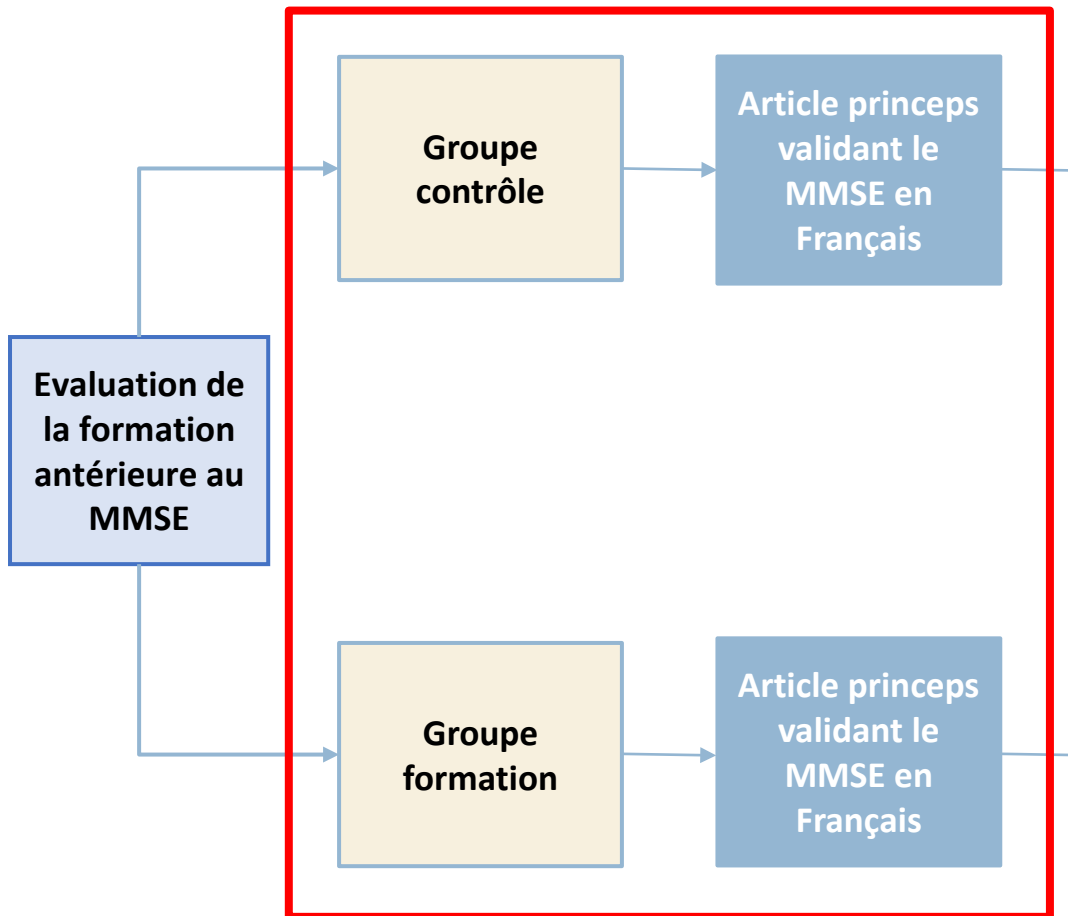 Groupe
contrôle
Article princeps
validant le
MMSE en
Français
Evaluation de
la formation
antérieure au
MMSE
Groupe
formation
Article princeps
validant le
MMSE en
Français